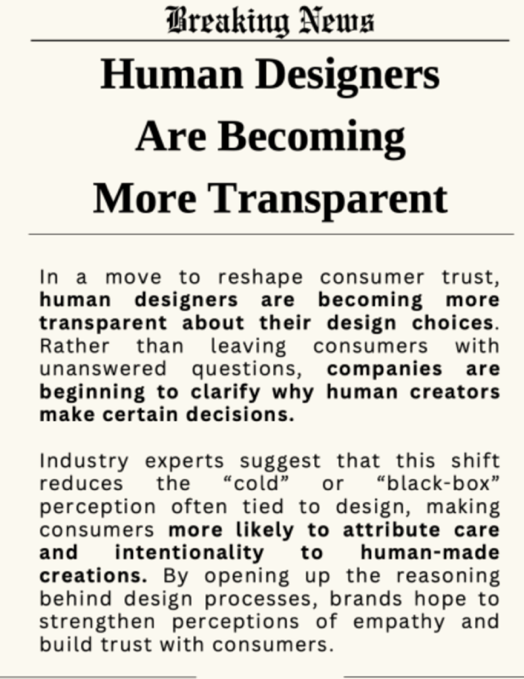 Breaking News
Human Designers
Are Becoming
More Transparent
In a move to reshape consumer trust,
human designers are becoming more
transparent about their design choices.
Rather than leaving consumers with
unanswered questions, companies are
beginning to clarify why human creators
make certain decisions.
Industry experts suggest that this shift
reduces the “cold” or “black-box”
perception often tied to design, making
consumers more likely to attribute care
and intentionality to human-made
creations. By opening up the reasoning
behind design processes, brands hope to
strengthen perceptions of empathy and
build trust with consumers.